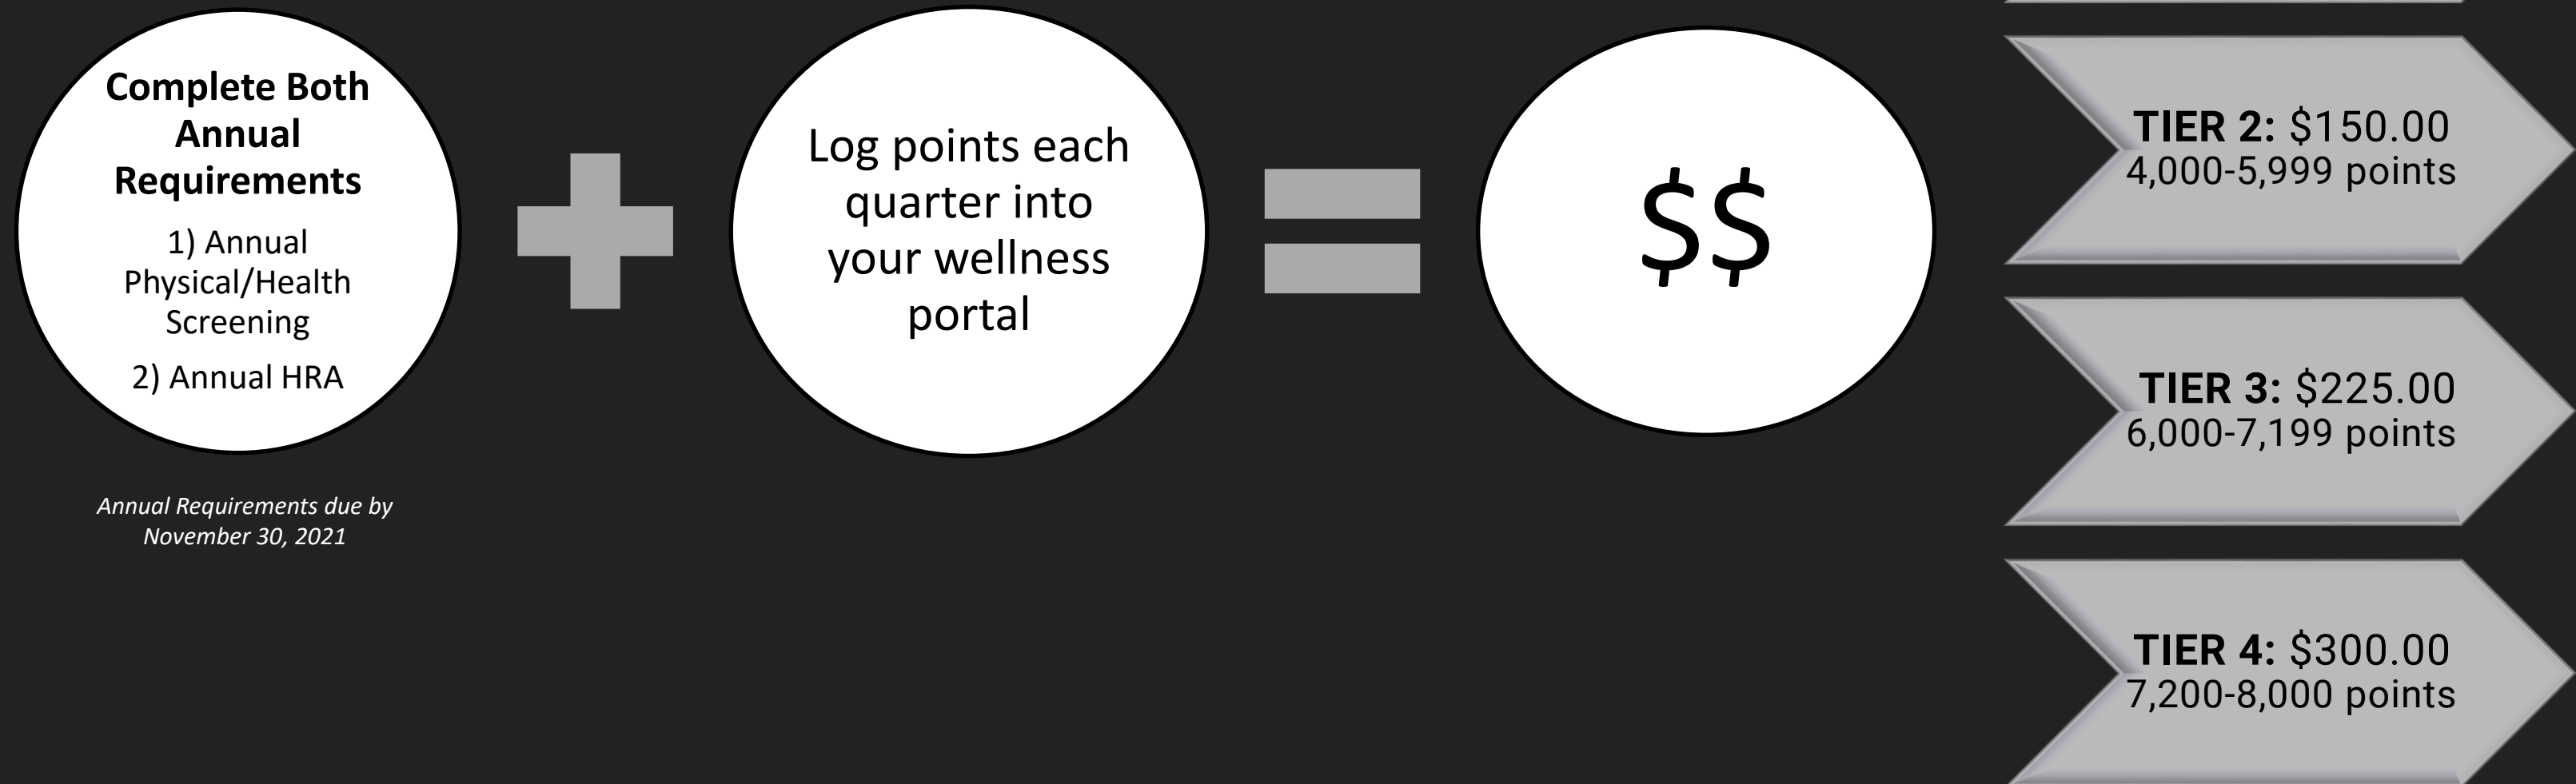 Complete Both
Annual
Requirements
1) Annual
Physical/Health
Screening
2) Annual HRA
Annual Requirements due by
November 30, 2021
Log points each
quarter into
your wellness
portal
$$
TIER 2: $150.00
4,000-5,999 points
TIER 3: $225.00
6,000-7,199 points
TIER 4: $300.00
7,200-8,000 points